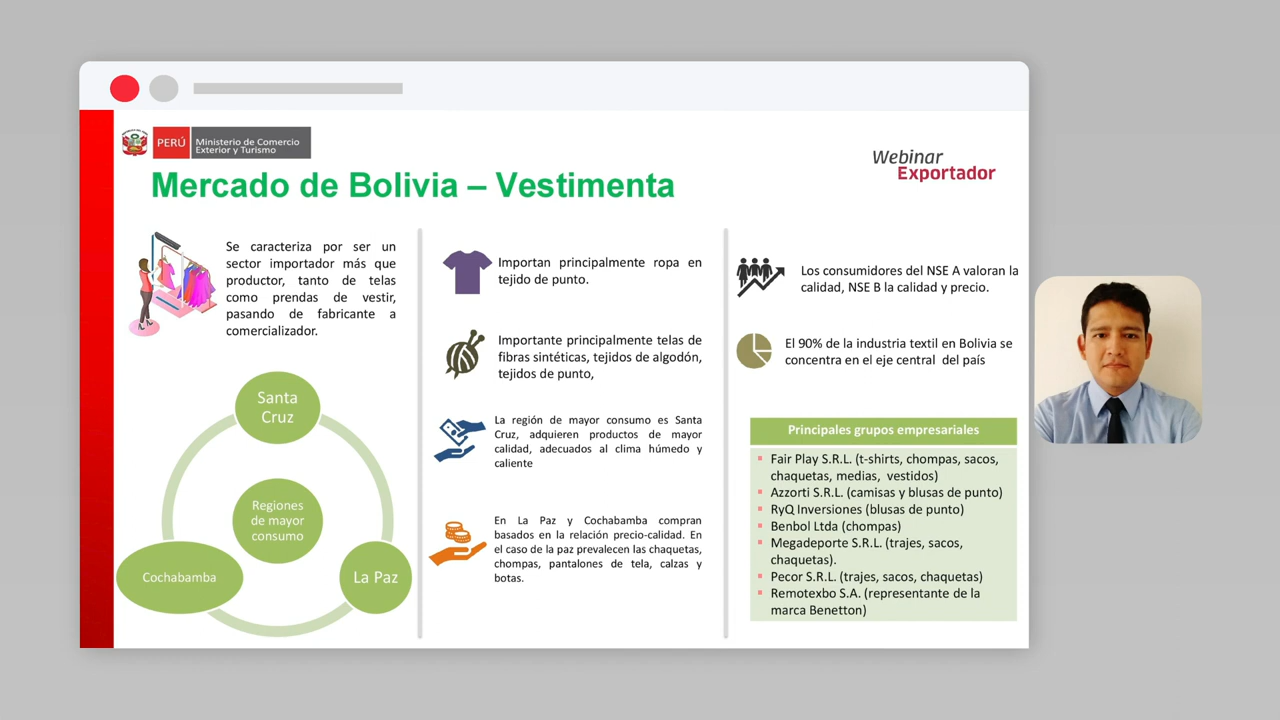 PERÚ
Ministerio de Comercio
Exterior y Turismo
Webinar
Exportador
Mercado de Bolivia – Vestimenta
Se caracteriza por ser un
sector importador más que
productor, tanto de telas
como prendas de vestir,
pasando de fabricante a
comercializador.
Santa
Cruz
Regiones
de mayor
consumo
Cochabamba
La Paz
Importan principalmente ropa en
tejido de punto.
Importante principalmente telas de
fibras sintéticas, tejidos de algodón,
tejidos de punto,
La región de mayor consumo es Santa
Cruz, adquieren productos de mayor
calidad, adecuados al clima húmedo y
caliente
En La Paz y Cochabamba compran
basados en la relación precio-calidad. En
el caso de la paz prevalecen las chaquetas,
chompas, pantalones de tela, calzas y
botas.
Los consumidores del NSE A valoran la
calidad, NSE B la calidad y precio.
El 90% de la industria textil en Bolivia se
concentra en el eje central del país
Principales grupos empresariales
Fair Play S.R.L. (t-shirts, chompas, sacos,
chaquetas, medias, vestidos)
Azzorti S.R.L. (camisas y blusas de punto)
RyQ Inversiones (blusas de punto)
Benbol Ltda (chompas)
Megadeporte S.R.L. (trajes, sacos,
chaquetas).
Pecor S.R.L. (trajes, sacos, chaquetas)
Remotexbo S.A. (representante de la
marca Benetton)